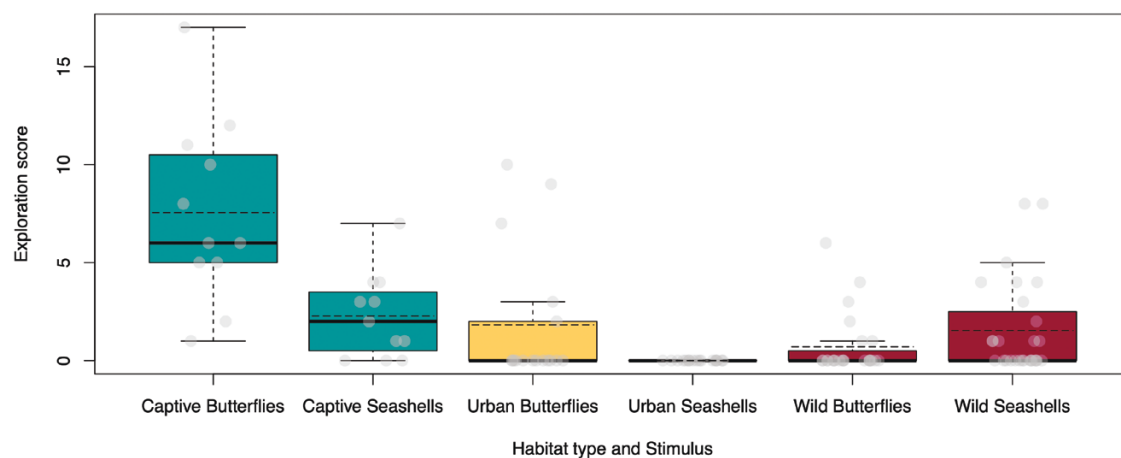 Exploration score
15
10
5
0
Captive Butterflies Captive Seashells Urban Butterflies Urban Seashells Wild Butterflies Wild Seashells
Habitat type and Stimulus